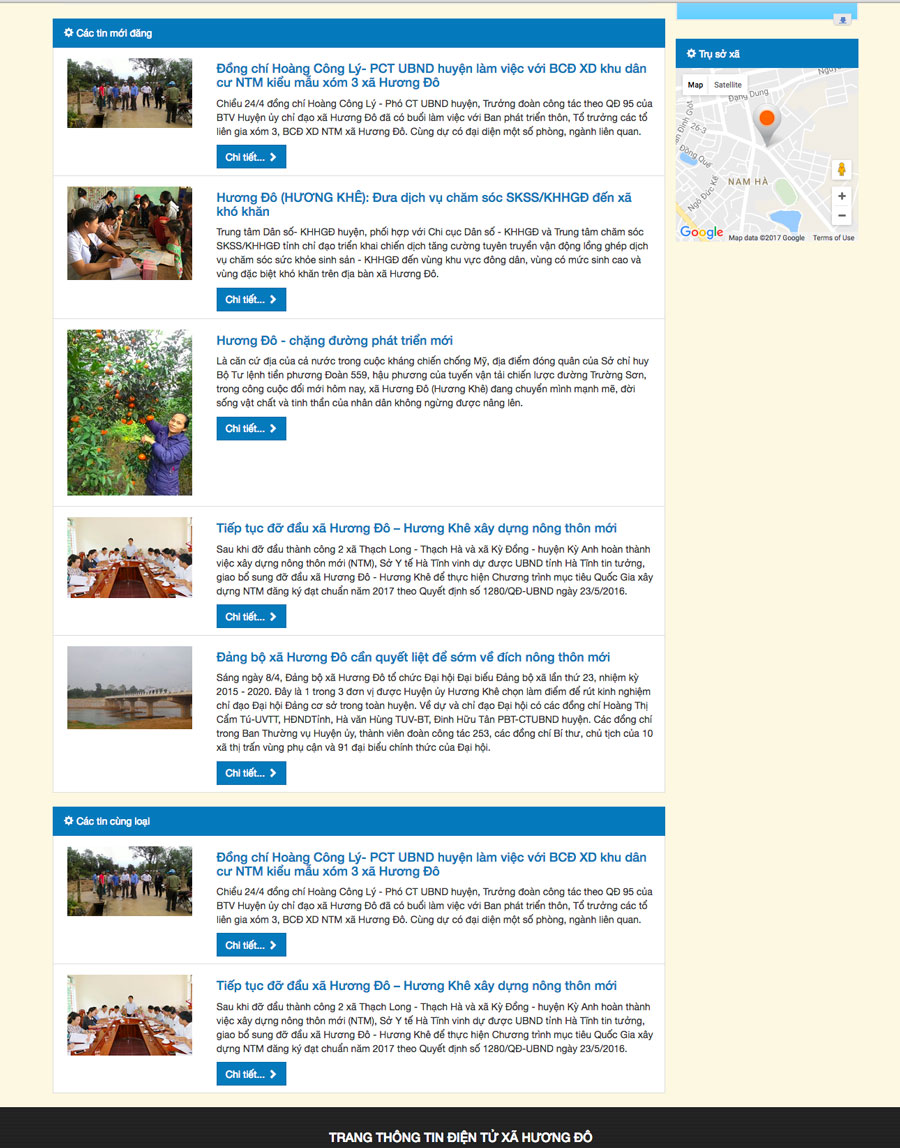 Các tin mới đăng
Đồng chí Hoàng Công Lý- PCT UBND huyện làm việc với BCĐ XD khu dân
cư NTM kiểu mẫu xóm 3 xã Hương Đô
Chiều 24/4 đồng chí Hoàng Công Lý - Phó CT UBND huyện, Trưởng đoàn công tác theo QĐ 95 của
BTV Huyện ủy chỉ đạo xã Hương Đô đã có buổi làm việc với Ban phát triển thôn, Tổ trưởng các tổ
liên gia xóm 3, BCĐ XD NTM xã Hương Đô. Cùng dự có đại diện một số phòng, ngành liên quan.
Chi tiết...
Hương Đô (HƯƠNG KHÊ): Đưa dịch vụ chăm sóc SKSS/KHHGĐ đến xã
khó khăn
Trung tâm Dân số- KHHGĐ huyện, phối hợp với Chi cục Dân số - KHHGĐ và Trung tâm chăm sóc
SKSS/KHHGĐ tỉnh chỉ đạo triển khai chiến dịch tăng cường tuyên truyền vận động lồng ghép dịch
vụ chăm sóc sức khỏe sinh sản - KHHGĐ đến vùng khu vực đông dân, vùng có mức sinh cao và
vùng đặc biệt khó khăn trên địa bàn xã Hương Đô.
Chi tiết...
Hương Đô - chặng đường phát triển mới
Là căn cứ địa của cả nước trong cuộc kháng chiến chống Mỹ, địa điểm đóng quân của Sở chỉ huy
Bộ Tư lệnh tiền phương Đoàn 559, hậu phương của tuyến vận tải chiến lược đường Trường Sơn,
trong công cuộc đổi mới hôm nay, xã Hương Đô (Hương Khê) đang chuyển mình mạnh mẽ, đời
sống vật chất và tinh thần của nhân dân không ngừng được nâng lên.
Chi tiết...
Tiếp tục đỡ đầu xã Hương Đô – Hương Khê xây dựng nông thôn mới
Sau khi đỡ đầu thành công 2 xã Thạch Long - Thạch Hà và xã Kỳ Đồng - huyện Kỳ Anh hoàn thành
việc xây dựng nông thôn mới (NTM), Sở Y tế Hà Tĩnh vinh dự được UBND tỉnh Hà Tĩnh tin tưởng,
giao bổ sung đỡ đầu xã Hương Đô - Hương Khê để thực hiện Chương trình mục tiêu Quốc Gia xây
dựng NTM đăng ký đạt chuẩn năm 2017 theo Quyết định số 1280/QĐ-UBND ngày 23/5/2016.
Chi tiết...
Đảng bộ xã Hương Đô cần quyết liệt để sớm về đích nông thôn mới
Sáng ngày 8/4, Đảng bộ xã Hương Đô tổ chức Đại hội Đại biểu Đảng bộ xã lần thứ 23, nhiệm kỳ
2015 - 2020. Đây là 1 trong 3 đơn vị được Huyện ủy Hương Khê chọn làm điểm để rút kinh nghiệm
chỉ đạo Đại hội Đảng cơ sở trong toàn huyện. Về dự và chỉ đạo Đại hội có các đồng chí Hoàng Thị
Cẩm Tú-UVTT, HĐNDTỉnh, Hà văn Hùng TUV-BT, Đinh Hữu Tân PBT-CTUBND huyện. Các đồng chí
trong Ban Thường vụ Huyện ủy, thành viên đoàn công tác 253, các đồng chí Bí thư, chủ tịch của 10
xã thị trấn vùng phụ cận và 91 đại biểu chính thức của Đại hội.
Chi tiết...
Các tin cùng loại
Đồng chí Hoàng Công Lý- PCT UBND huyện làm việc với BCĐ XD khu dân
cư NTM kiểu mẫu xóm 3 xã Hương Đô
Chiều 24/4 đồng chí Hoàng Công Lý - Phó CT UBND huyện, Trưởng đoàn công tác theo QĐ 95 của
BTV Huyện ủy chỉ đạo xã Hương Đô đã có buổi làm việc với Ban phát triển thôn, Tổ trưởng các tổ
liên gia xóm 3, BCĐ XD NTM xã Hương Đô. Cùng dự có đại diện một số phòng, ngành liên quan.
Chi tiết...
Tiếp tục đỡ đầu xã Hương Đô – Hương Khê xây dựng nông thôn mới
Sau khi đỡ đầu thành công 2 xã Thạch Long - Thạch Hà và xã Kỳ Đồng - huyện Kỳ Anh hoàn thành
việc xây dựng nông thôn mới (NTM), Sở Y tế Hà Tĩnh vinh dự được UBND tỉnh Hà Tĩnh tin tưởng,
giao bổ sung đỡ đầu xã Hương Đô - Hương Khê để thực hiện Chương trình mục tiêu Quốc Gia xây
dựng NTM đăng ký đạt chuẩn năm 2017 theo Quyết định số 1280/QĐ-UBND ngày 23/5/2016.
Chi tiết...
Trụ sở xã
Map Satellite
Đặng Dung
26-3
Đồng Quế
Ngô Đức Kế
NAM HÀ
Google Map data ©2017 Google Terms of Use
TRANG THÔNG TIN ĐIỆN TỬ XÃ HƯƠNG ĐÔ